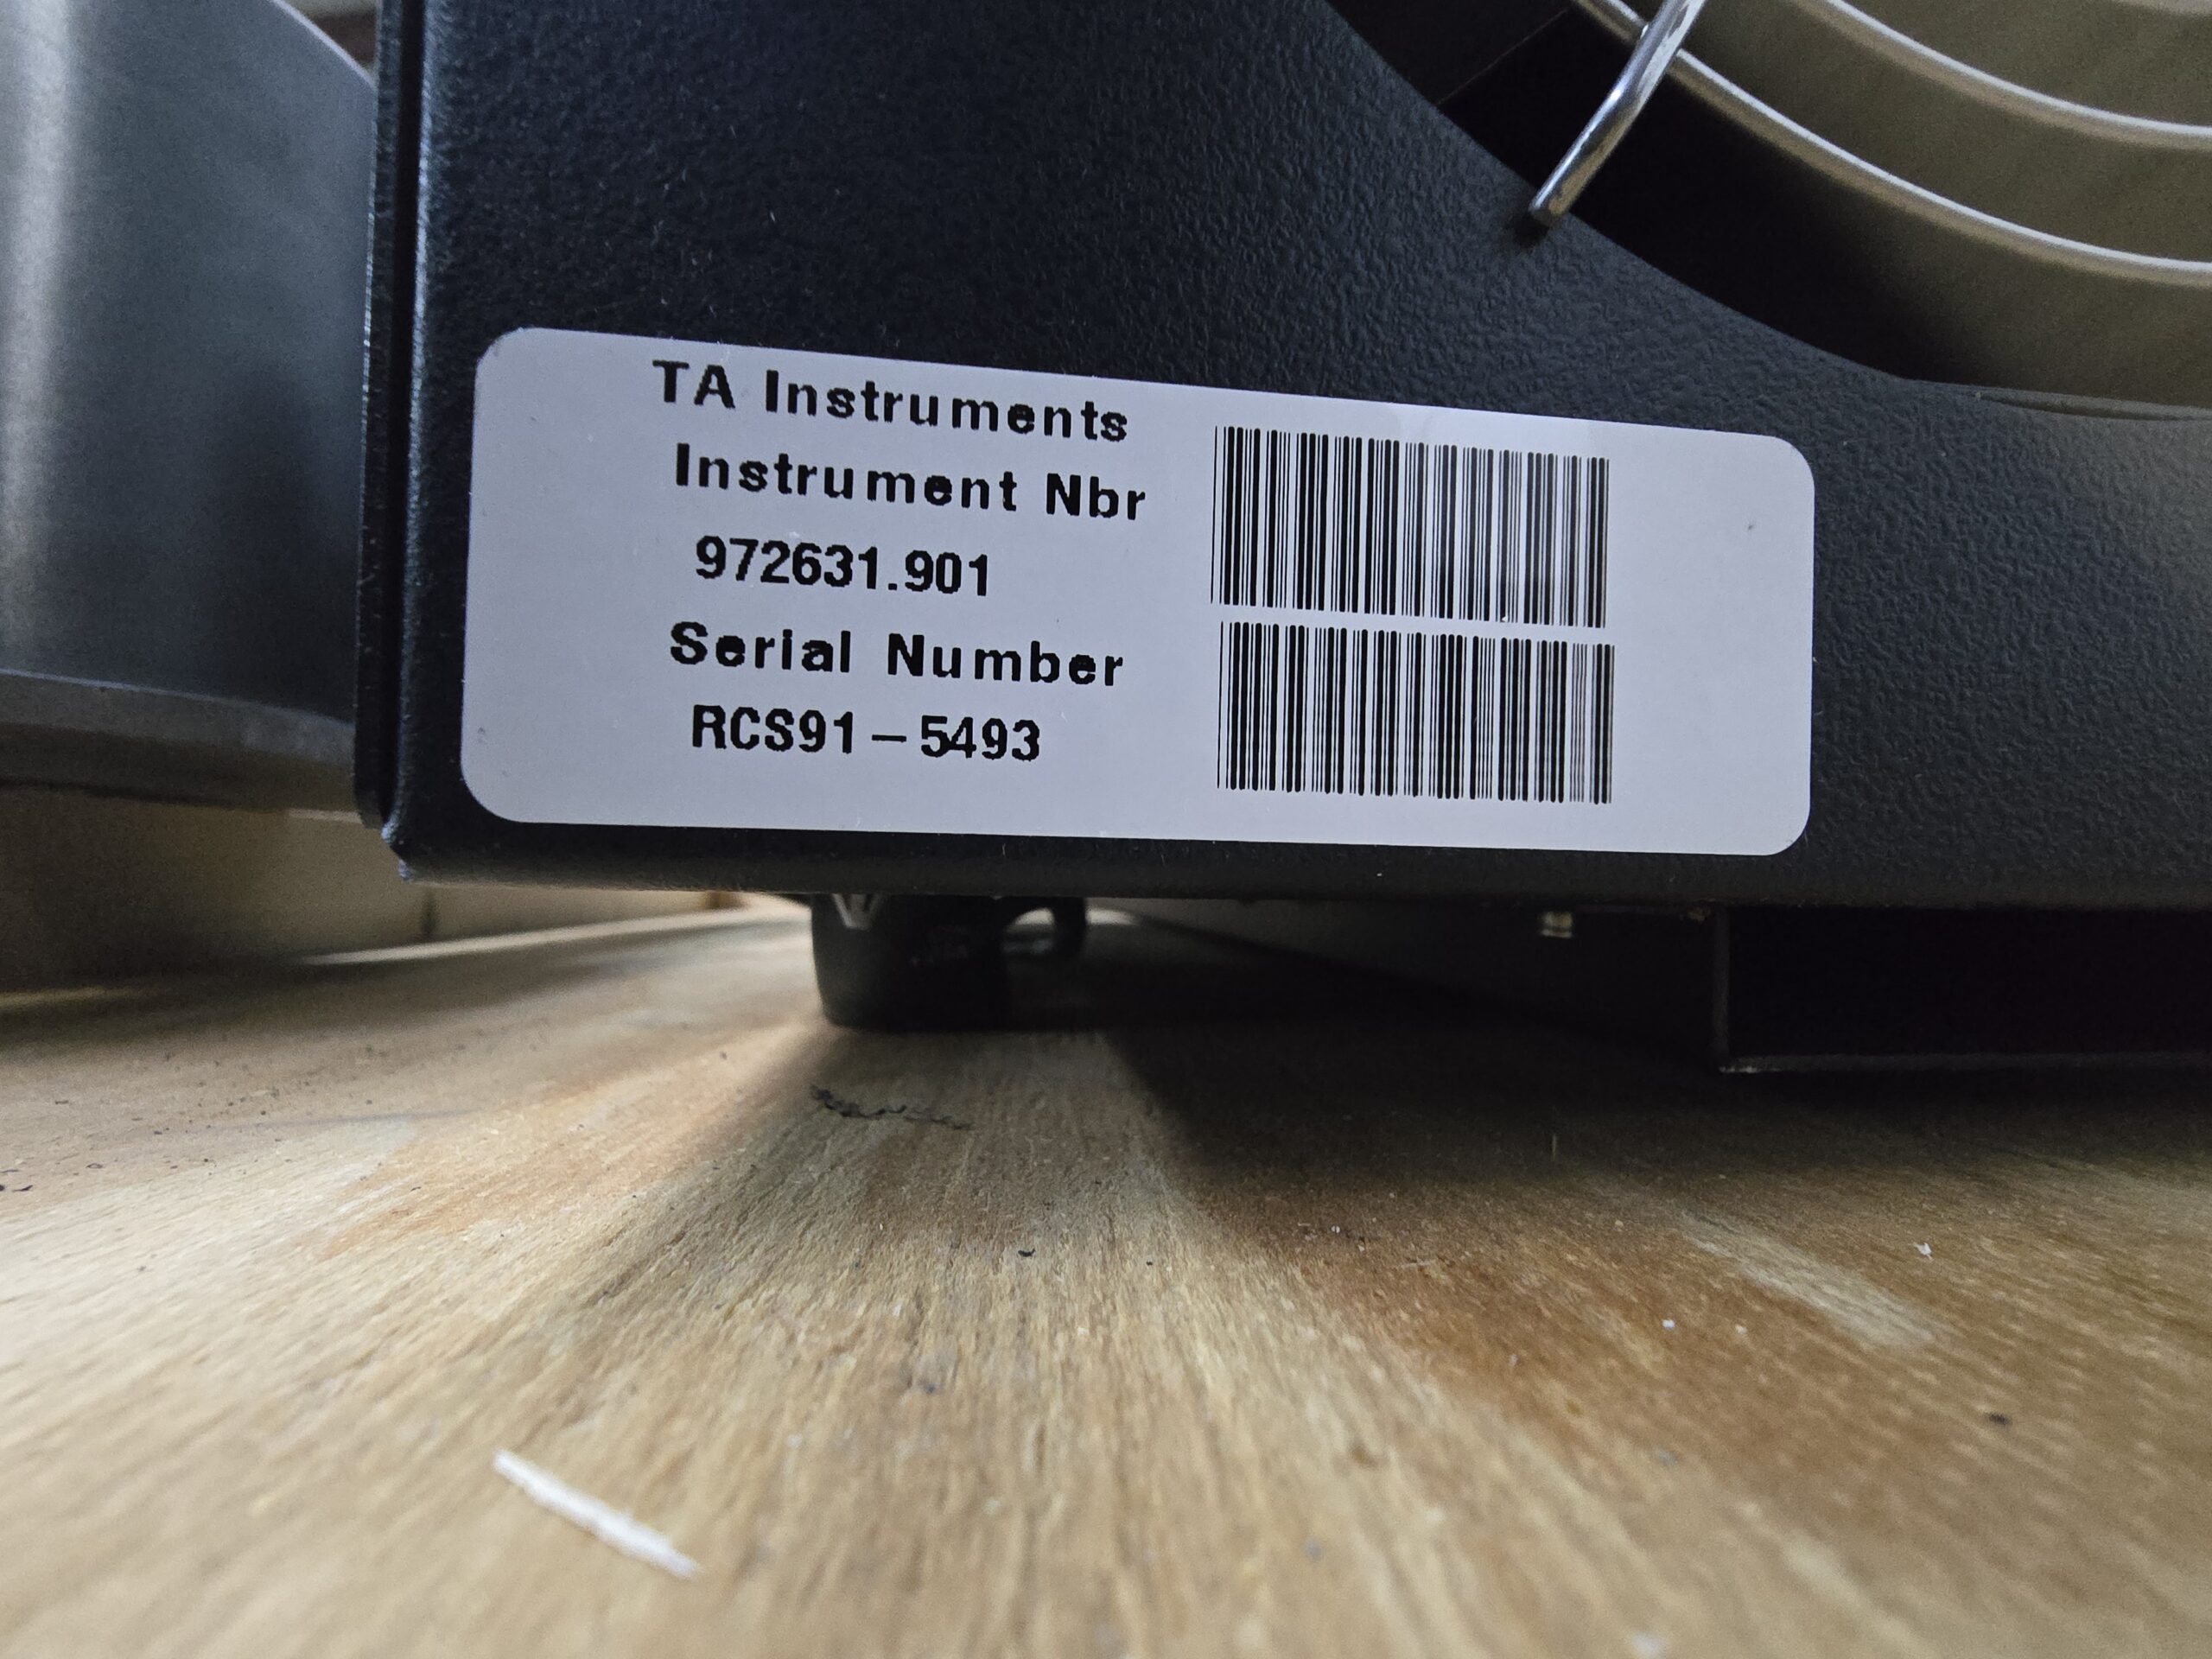 TA Instruments
Instrument Nbr
972631.901
Serial Number
RCS91-5493